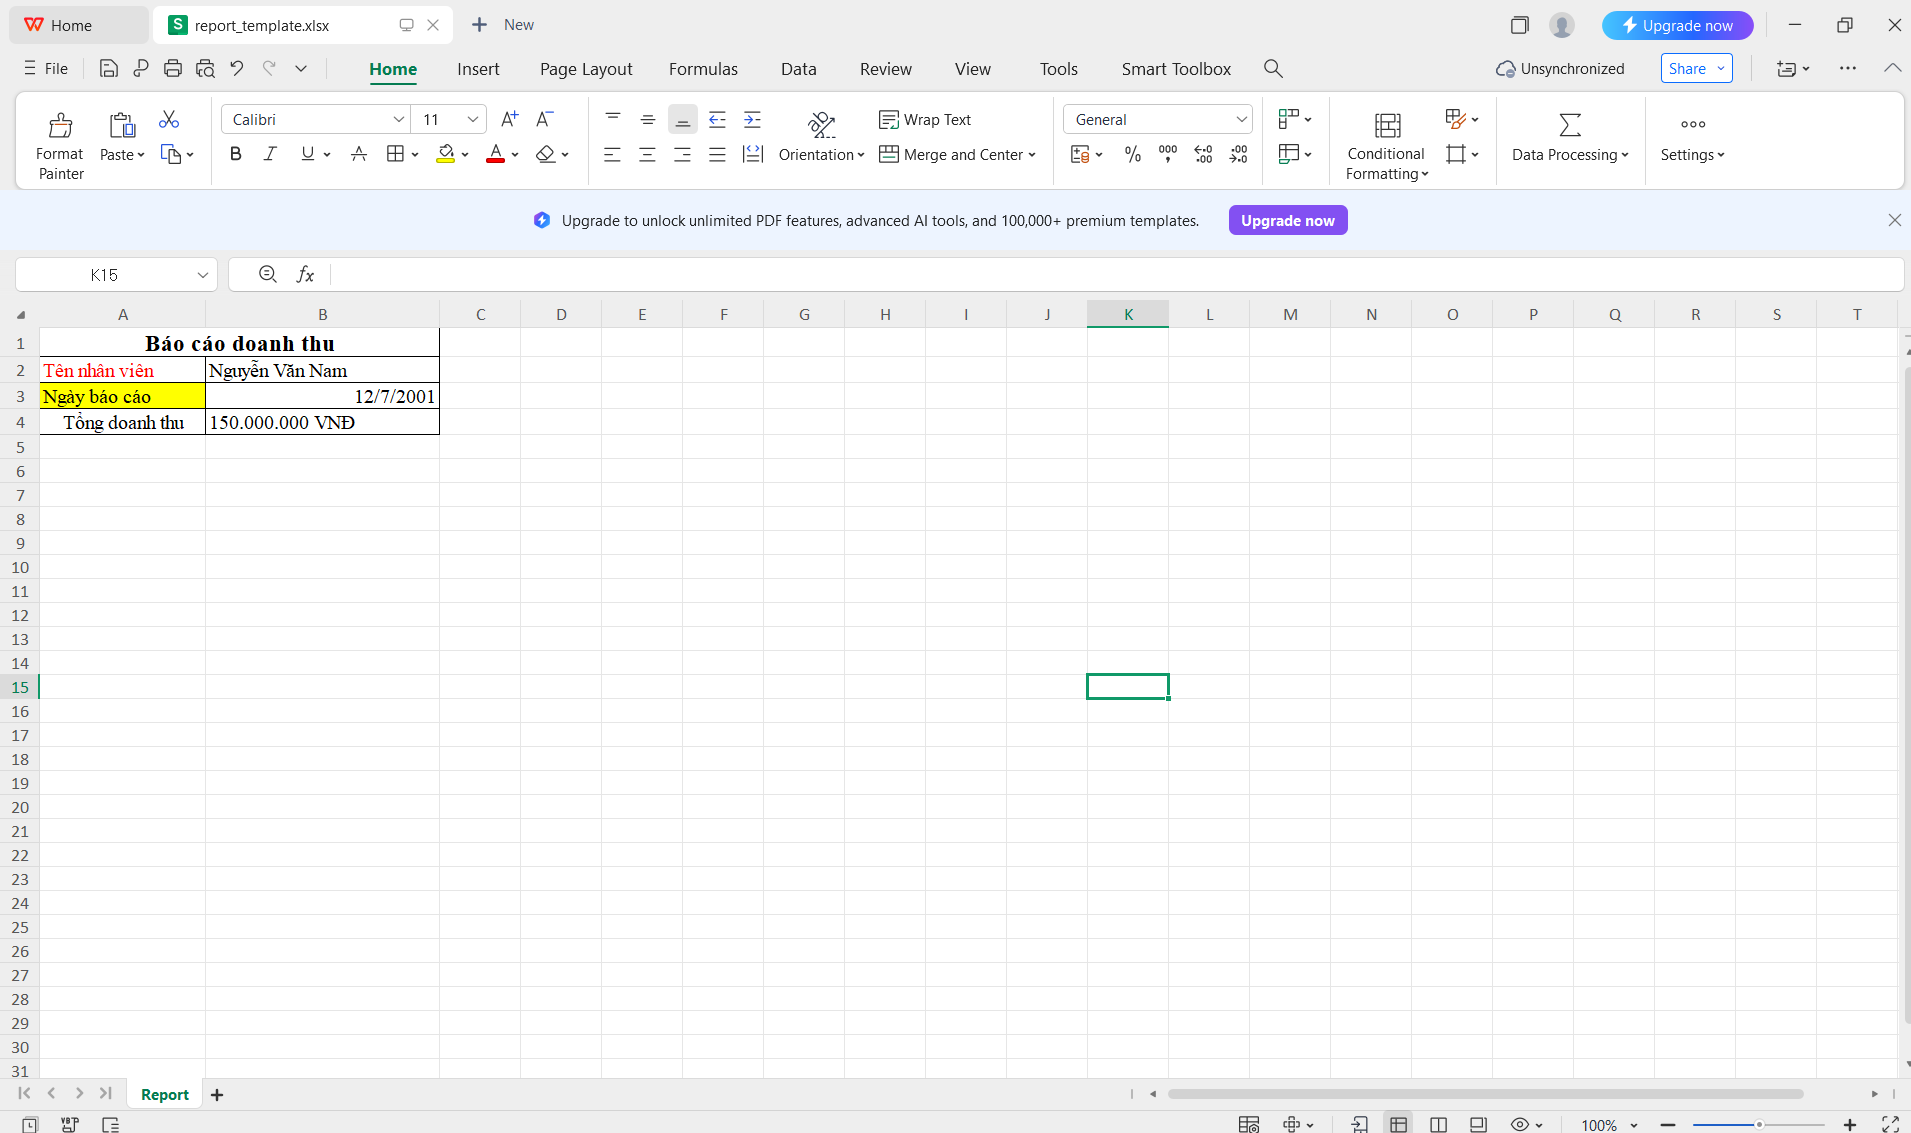 Home
report_template.xlsx
New
Upgrade now
File
Home Insert Page Layout Formulas Data Review View Tools Smart Toolbox
Unsynchronized
Share
Format Painter
Paste
Calibri 11
Orientation
Wrap Text
Merge and Center
General
Conditional Formatting
Data Processing
Settings
Upgrade to unlock unlimited PDF features, advanced AI tools, and 100,000+ premium templates.
Upgrade now
K15
A B C D E F G H I J K L M N O P Q R S T
1 Báo cáo doanh thu
2 Tên nhân viên Nguyễn Văn Nam
3 Ngày báo cáo 12/7/2001
4 Tổng doanh thu 150.000.000 VNĐ
5
6
7
8
9
10
11
12
13
14
15
16
17
18
19
20
21
22
23
24
25
26
27
28
29
30
31
Report
100%